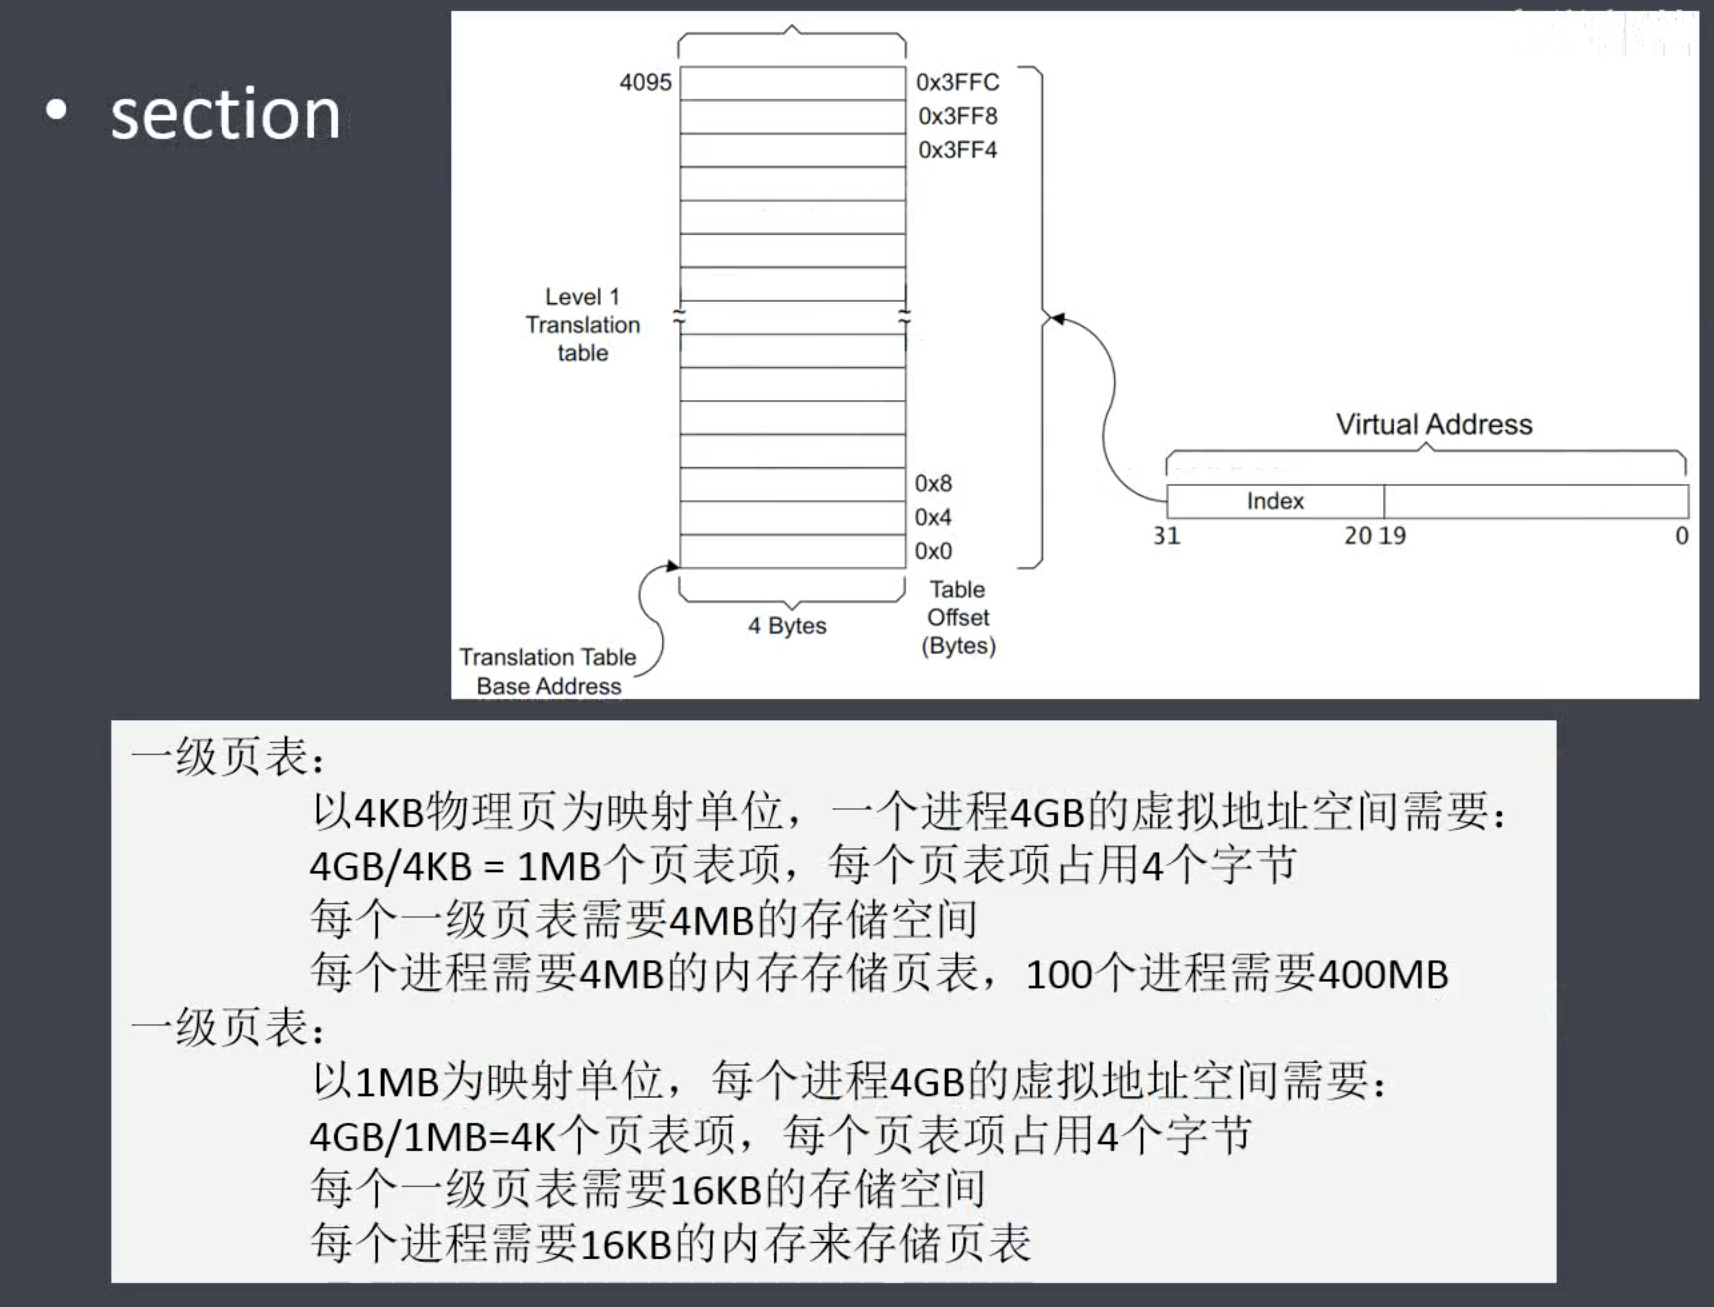 • section
4095
0x3FFC
0x3FF8
0x3FF4
Level 1
Translation
table
Virtual Address
Index
31
20 19
0
0x8
0x4
0x0
Table
Offset
(Bytes)
4 Bytes
Translation Table
Base Address
一级页表：
以4KB物理页为映射单位，一个进程4GB的虚拟地址空间需要：
4GB/4KB = 1MB个页表项，每个页表项占用4个字节
每个一级页表需要4MB的存储空间
每个进程需要4MB的内存存储页表，100个进程需要400MB
一级页表：
以1MB为映射单位，每个进程4GB的虚拟地址空间需要：
4GB/1MB=4K个页表项，每个页表项占用4个字节
每个一级页表需要16KB的存储空间
每个进程需要16KB的内存来存储页表